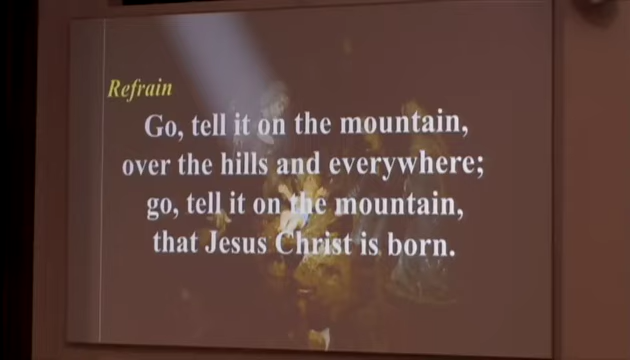 Refrain
Go, tell it on the mountain,
over the hills and everywhere;
go, tell it on the mountain,
that Jesus Christ is born.